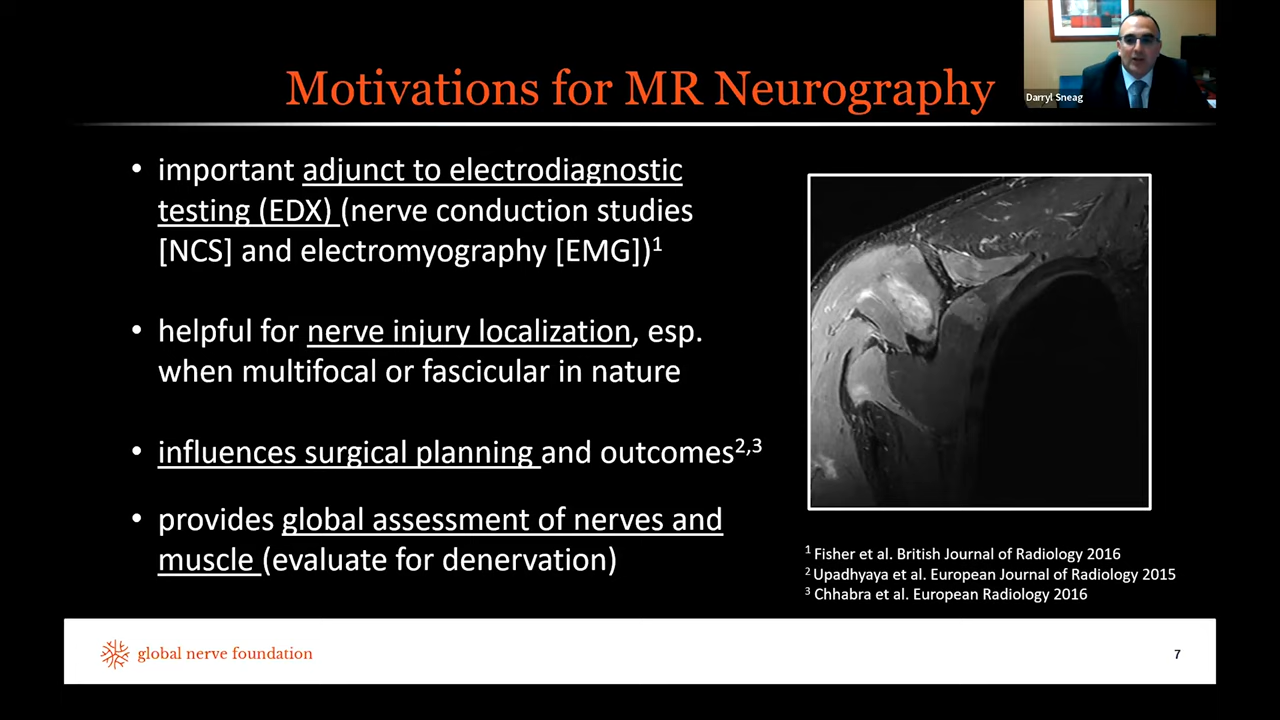 Motivations for MR Neurography
Darryl Sneag
• important adjunct to electrodiagnostic
testing (EDX) (nerve conduction studies
[NCS] and electromyography [EMG])1
• helpful for nerve injury localization, esp.
when multifocal or fascicular in nature
• influences surgical planning and outcomes2,3
• provides global assessment of nerves and
muscle (evaluate for denervation)
1 Fisher et al. British Journal of Radiology 2016
2 Upadhyaya et al. European Journal of Radiology 2015
3 Chhabra et al. European Radiology 2016
global nerve foundation
7